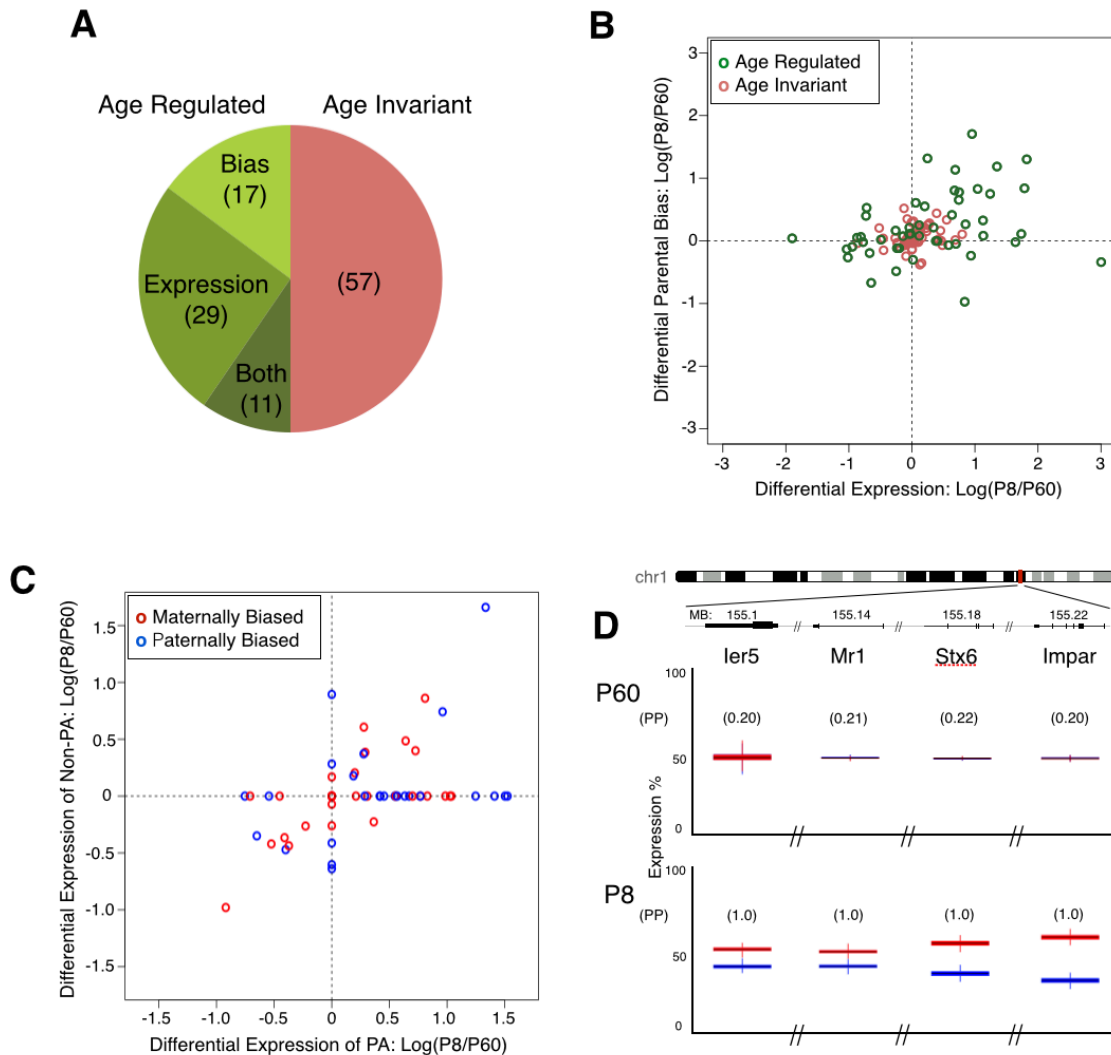 A
Age Regulated
Age Invariant
Bias
(17)
Expression
(29)
Both
(11)
(57)
B
Age Regulated
Age Invariant
Differential Parental Bias: Log(P8/P60)
3
2
1
0
-1
-2
-3
-3 -2 -1 0 1 2 3
Differential Expression: Log(P8/P60)
C
Maternally Biased
Paternally Biased
Differential Expression of Non-PA: Log(P8/P60)
1.5
1.0
0.5
0
-0.5
-1.0
-1.5
-1.5 -1.0 -0.5 0 0.5 1.0 1.5
Differential Expression of PA: Log(P8/P60)
chr1
D
MB: 155.1 155.14 155.18 155.22
Ier5 Mr1 Stx6 Impar
P60
100
(PP) (0.20) (0.21) (0.22) (0.20)
50
0
Expression %
P8
100
(PP) (1.0) (1.0) (1.0) (1.0)
50
0